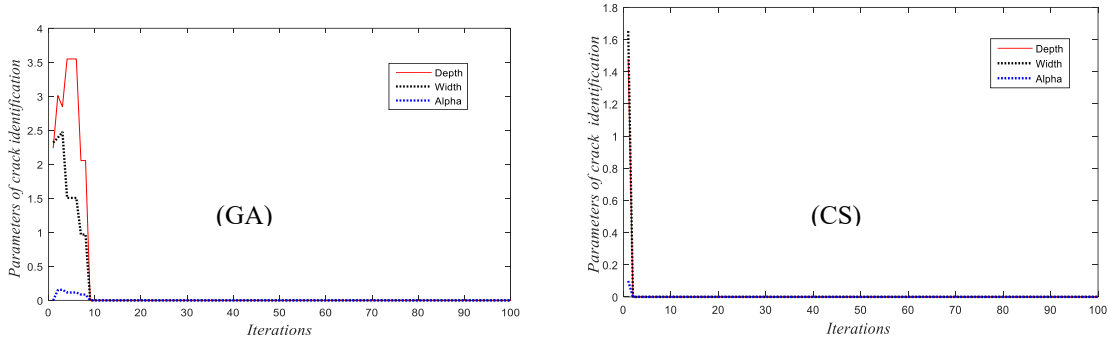 Parameters of crack identification
4
3.5
3
2.5
2
1.5
1
0.5
0
Depth
Width
Alpha
(GA)
0 10 20 30 40 50 60 70 80 90 100
Iterations
Parameters of crack identification
1.8
1.6
1.4
1.2
1
0.8
0.6
0.4
0.2
0
Depth
Width
Alpha
(CS)
0 10 20 30 40 50 60 70 80 90 100
Iterations